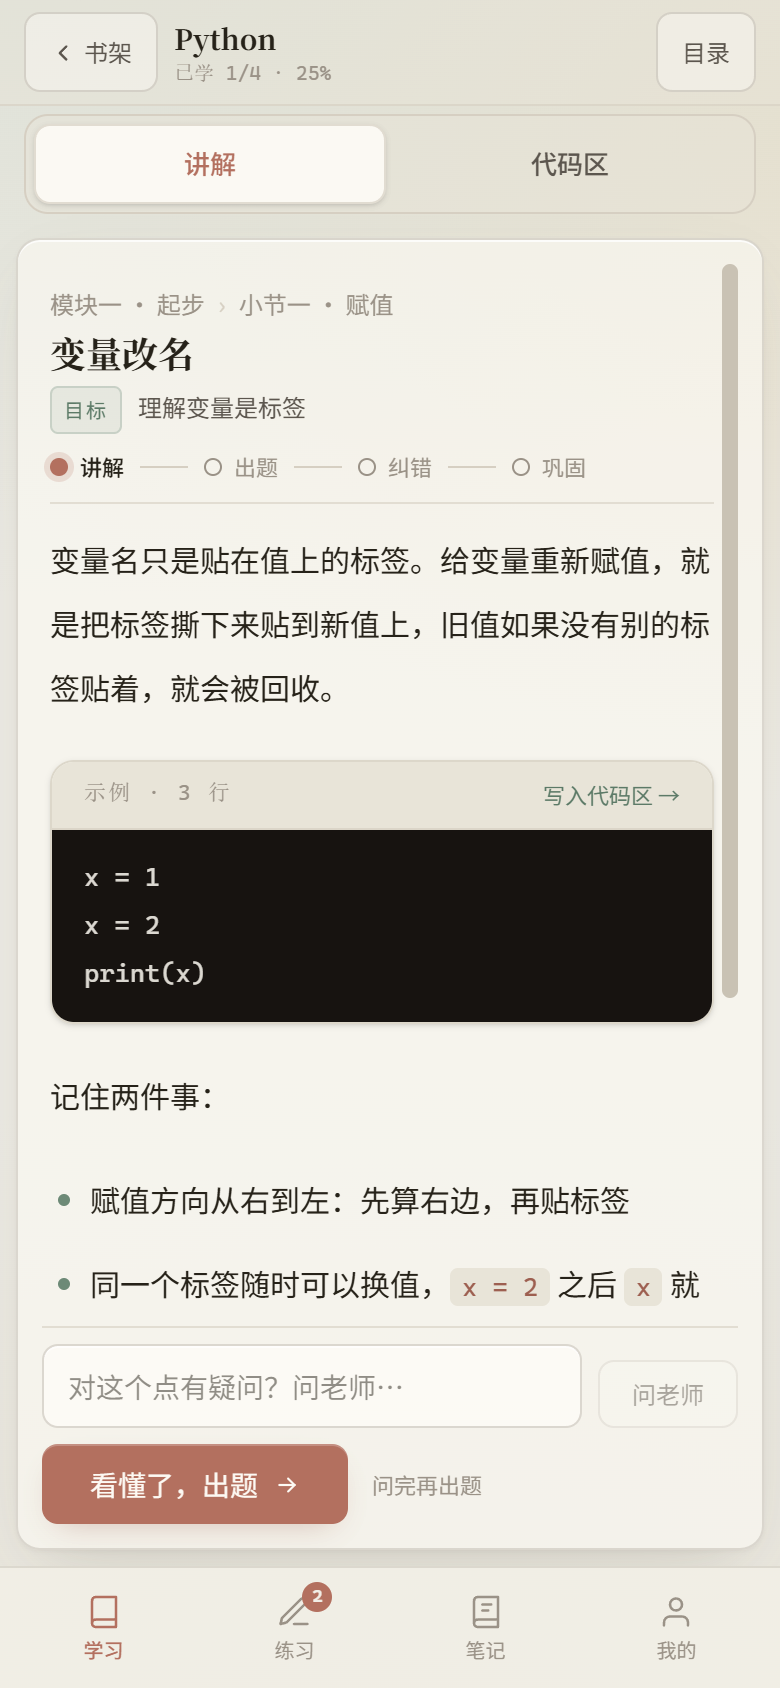 书架
Python
已学 1/4 · 25%
目录
讲解
代码区
模块一 · 起步 › 小节一 · 赋值
变量改名
目标 理解变量是标签
讲解 出题 纠错 巩固
变量名只是贴在值上的标签。给变量重新赋值，就
是把标签撕下来贴到新值上，旧值如果没有别的标
签贴着，就会被回收。
示例 · 3 行
写入代码区 →
x = 1
x = 2
print(x)
记住两件事：
赋值方向从右到左：先算右边，再贴标签
同一个标签随时可以换值，x = 2 之后 x 就
对这个点有疑问？问老师…
问老师
看懂了，出题 →
问完再出题
2
学习 练习 笔记 我的